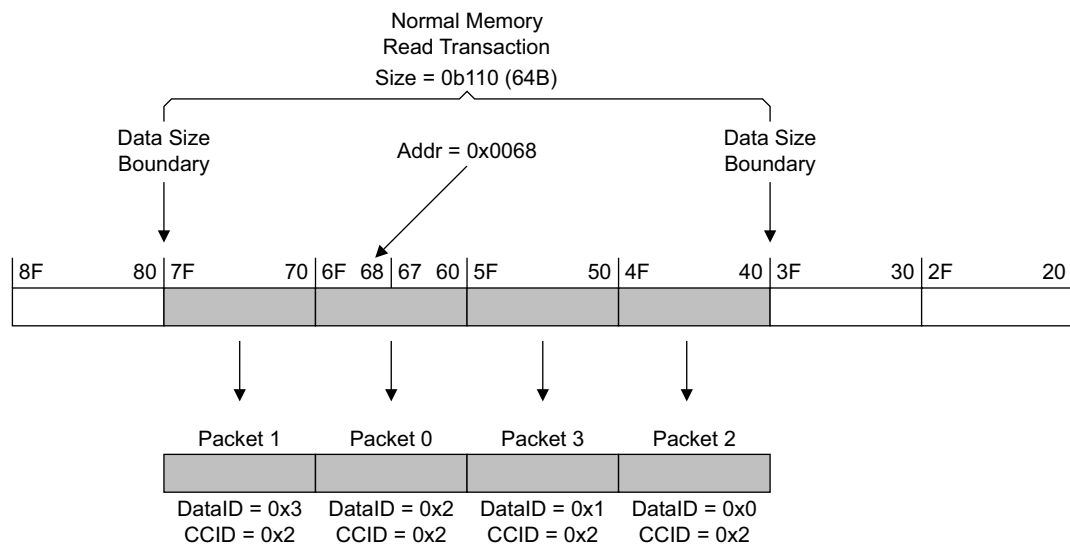 Normal Memory
Read Transaction
Size = 0b110 (64B)
Data Size
Boundary
Addr = 0x0068
Data Size
Boundary
8F 80 7F 70 6F 68 67 60 5F 50 4F 40 3F 30 2F 20
Packet 1 Packet 0 Packet 3 Packet 2
DataID = 0x3 DataID = 0x2 DataID = 0x1 DataID = 0x0
CCID = 0x2 CCID = 0x2 CCID = 0x2 CCID = 0x2